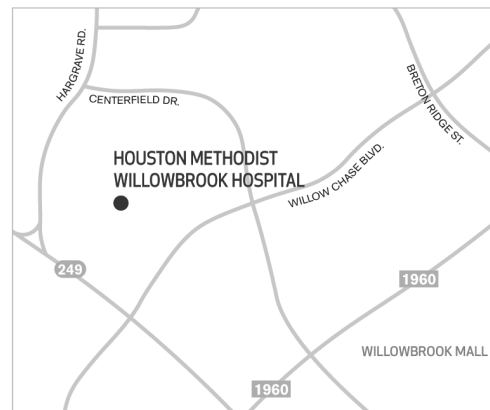 HARGRAVE RD.
CENTERFIELD DR.
BRETON RIDGE ST.
HOUSTON METHODIST
WILLOWBROOK HOSPITAL
WILLOW CHASE BLVD.
249
1960
WILLOWBROOK MALL
1960